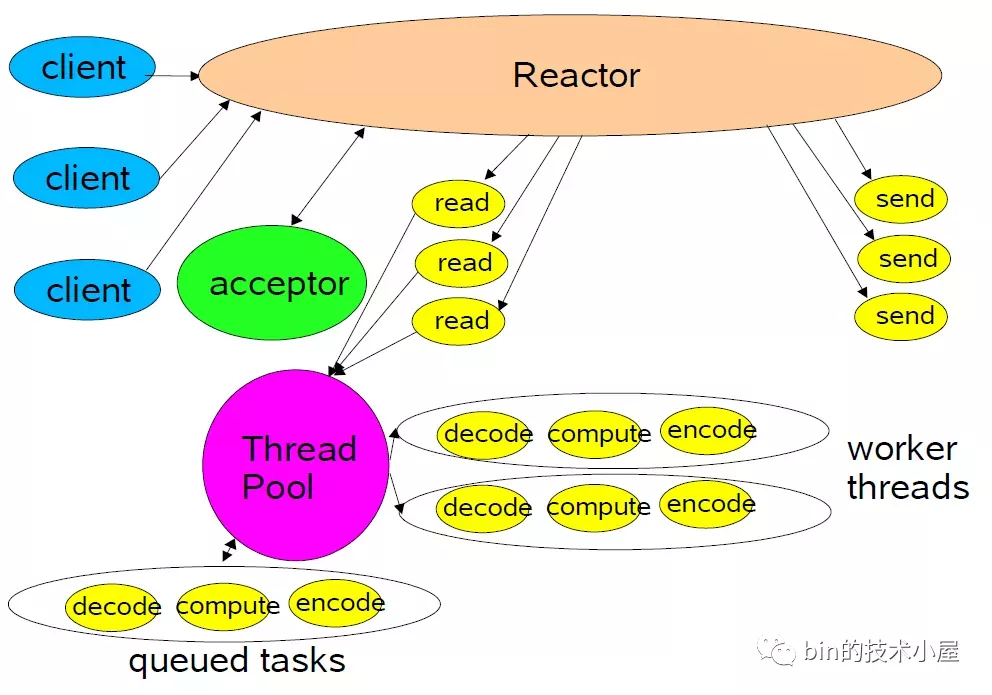 client
Reactor
client
read
send
client
acceptor
read
send
read
send
Thread
Pool
decode compute encode
worker
threads
decode compute encode
decode compute encode
queued tasks
bin的技术小屋